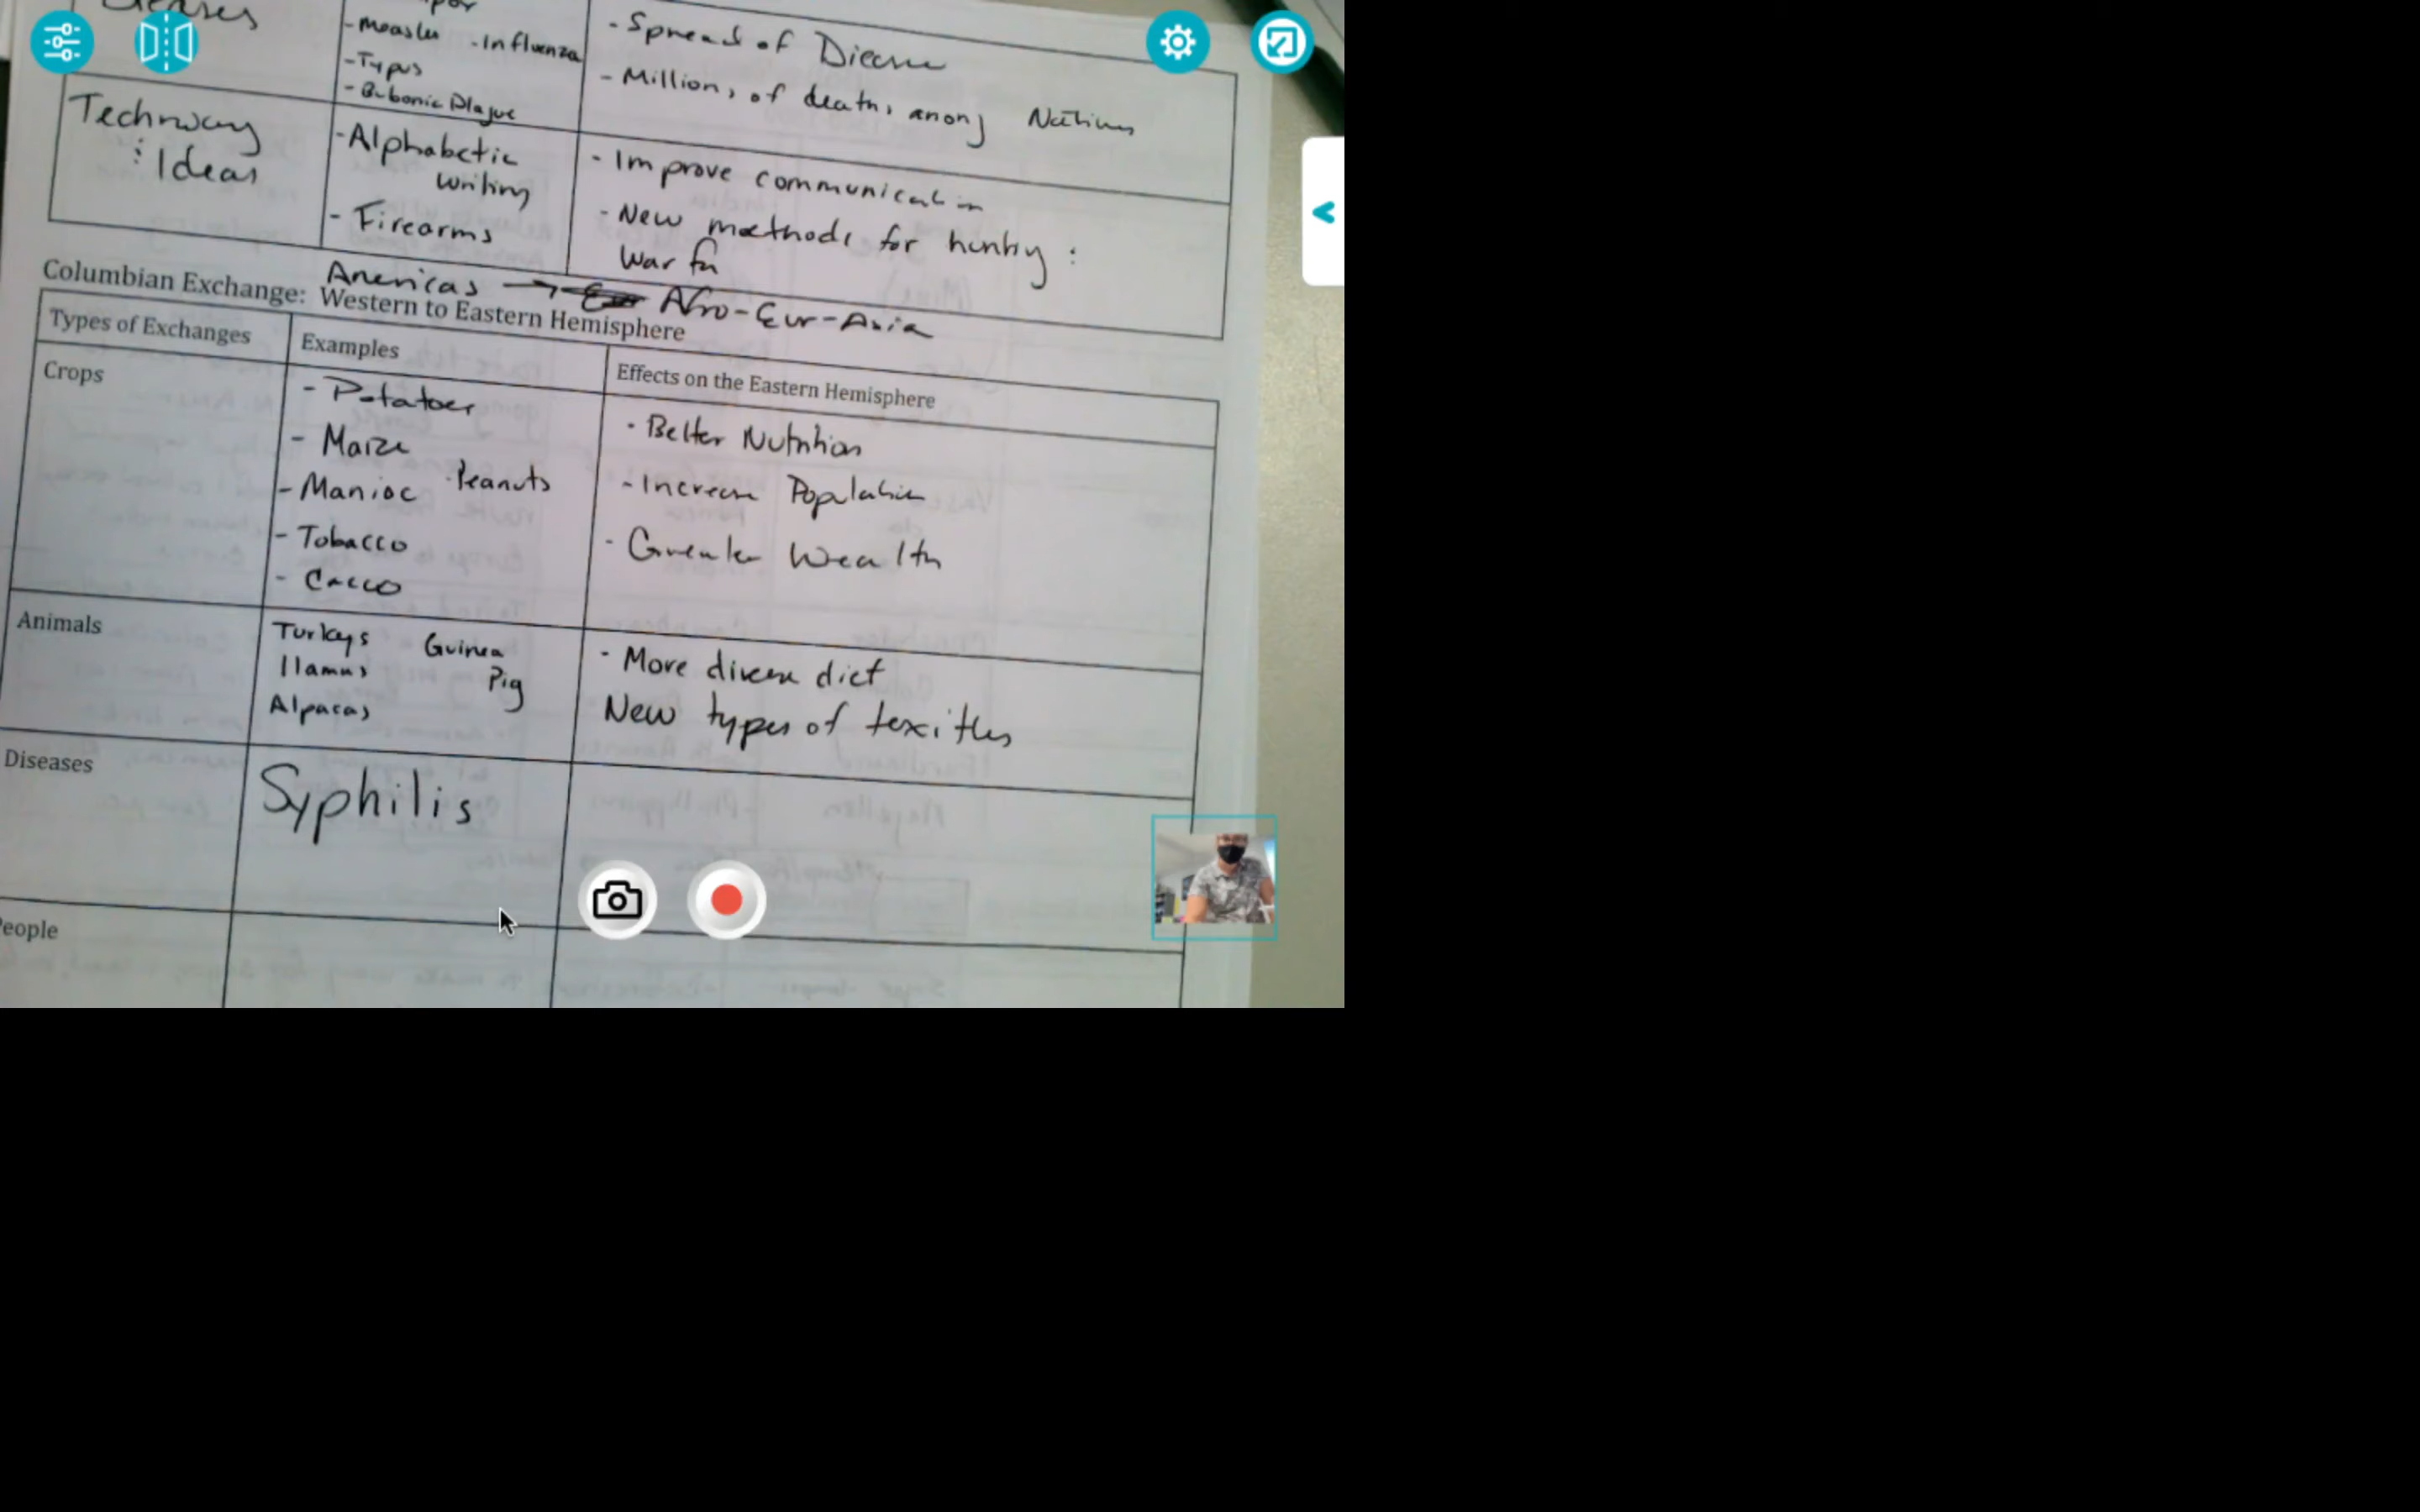 - Measles - Influenza
- Typus
- Bubonic Plague
- Spread of Disease
- Millions of deaths among Natives
Technology
: Ideas
- Alphabetic
writing
- Firearms
- Improve communication
- New methods for hunting :
War
Columbian Exchange: Western to Eastern Hemisphere
Americas → Afro-Eur-Asia
Types of Exchanges
Examples
Effects on the Eastern Hemisphere
Crops
- Potatoes
- Maize
- Manioc · Peanuts
- Tobacco
- Cacco
- Better Nutrition
- Increase Population
- Greater Wealth
Animals
Turkeys Guinea
llamas Pig
Alpacas
- More diverse diet
New types of texitles
Diseases
Syphilis
eople